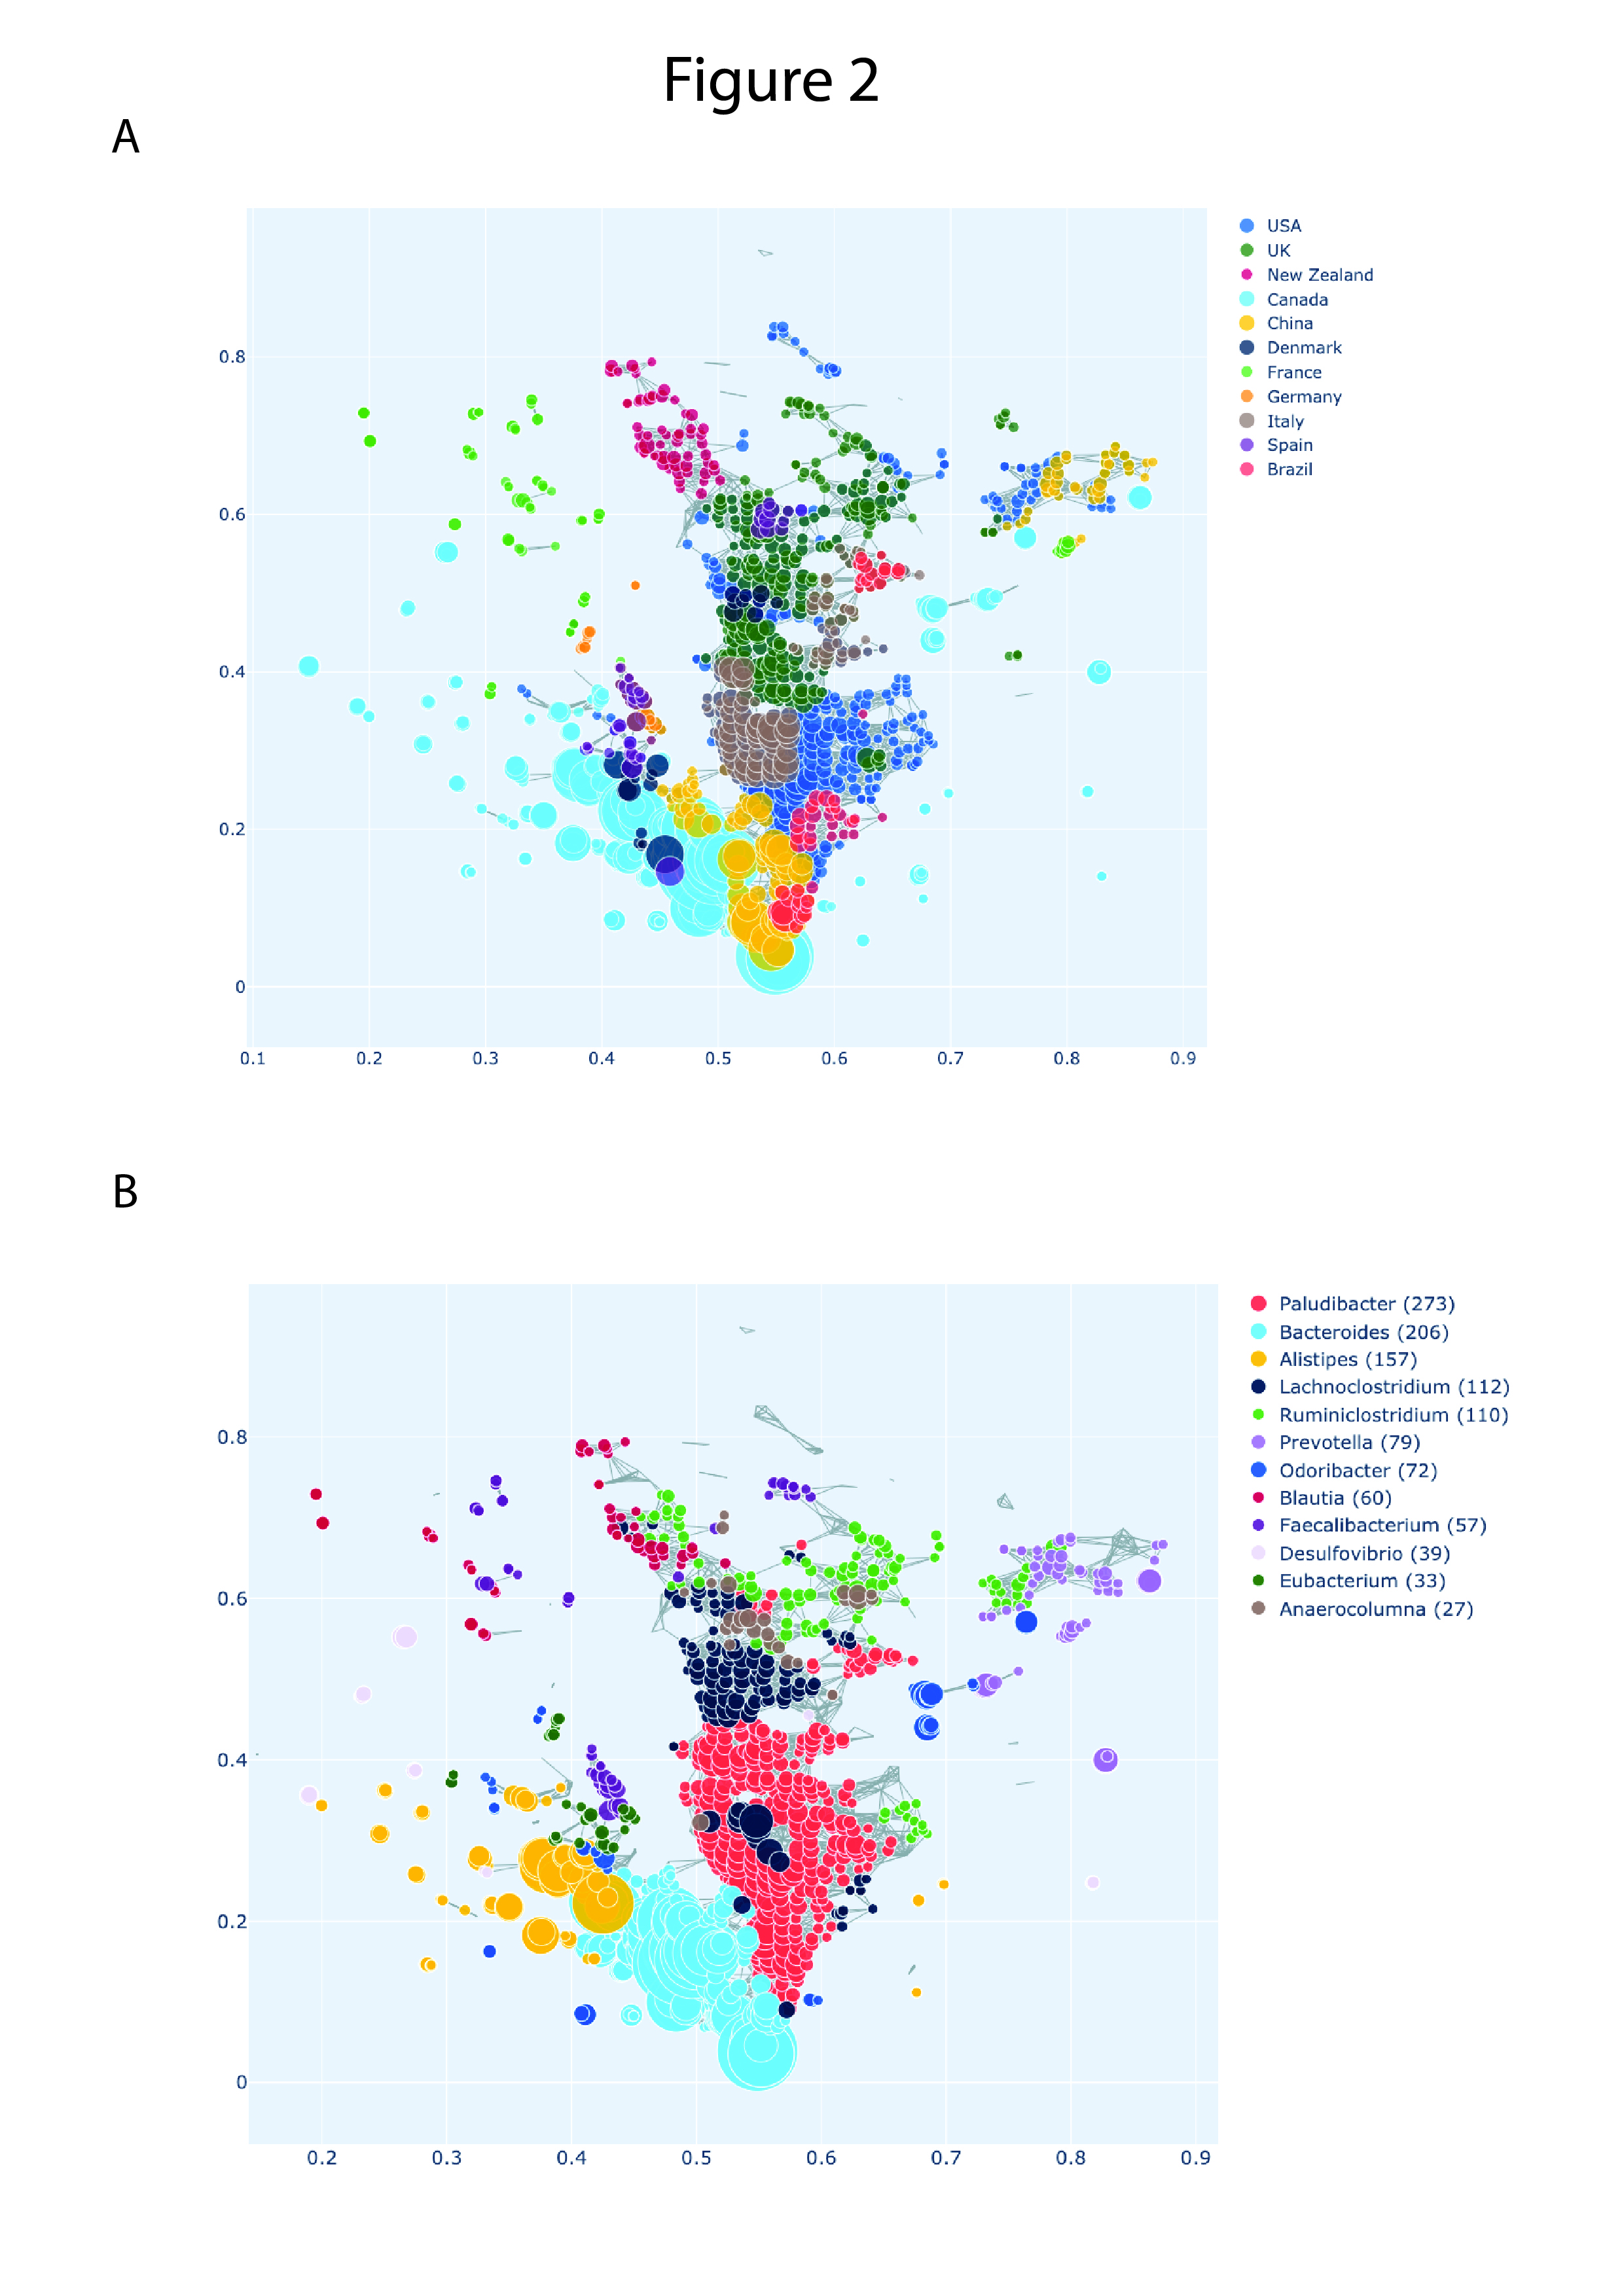 Figure 2
A
USA
UK
New Zealand
Canada
China
Denmark
France
Germany
Italy
Spain
Brazil
0.8
0.6
0.4
0.2
0
0.1 0.2 0.3 0.4 0.5 0.6 0.7 0.8 0.9
B
Paludibacter (273)
Bacteroides (206)
Alistipes (157)
Lachnoclostridium (112)
Ruminiclostridium (110)
Prevotella (79)
Odoribacter (72)
Blautia (60)
Faecalibacterium (57)
Desulfovibrio (39)
Eubacterium (33)
Anaerocolumna (27)
0.8
0.6
0.4
0.2
0
0.2 0.3 0.4 0.5 0.6 0.7 0.8 0.9